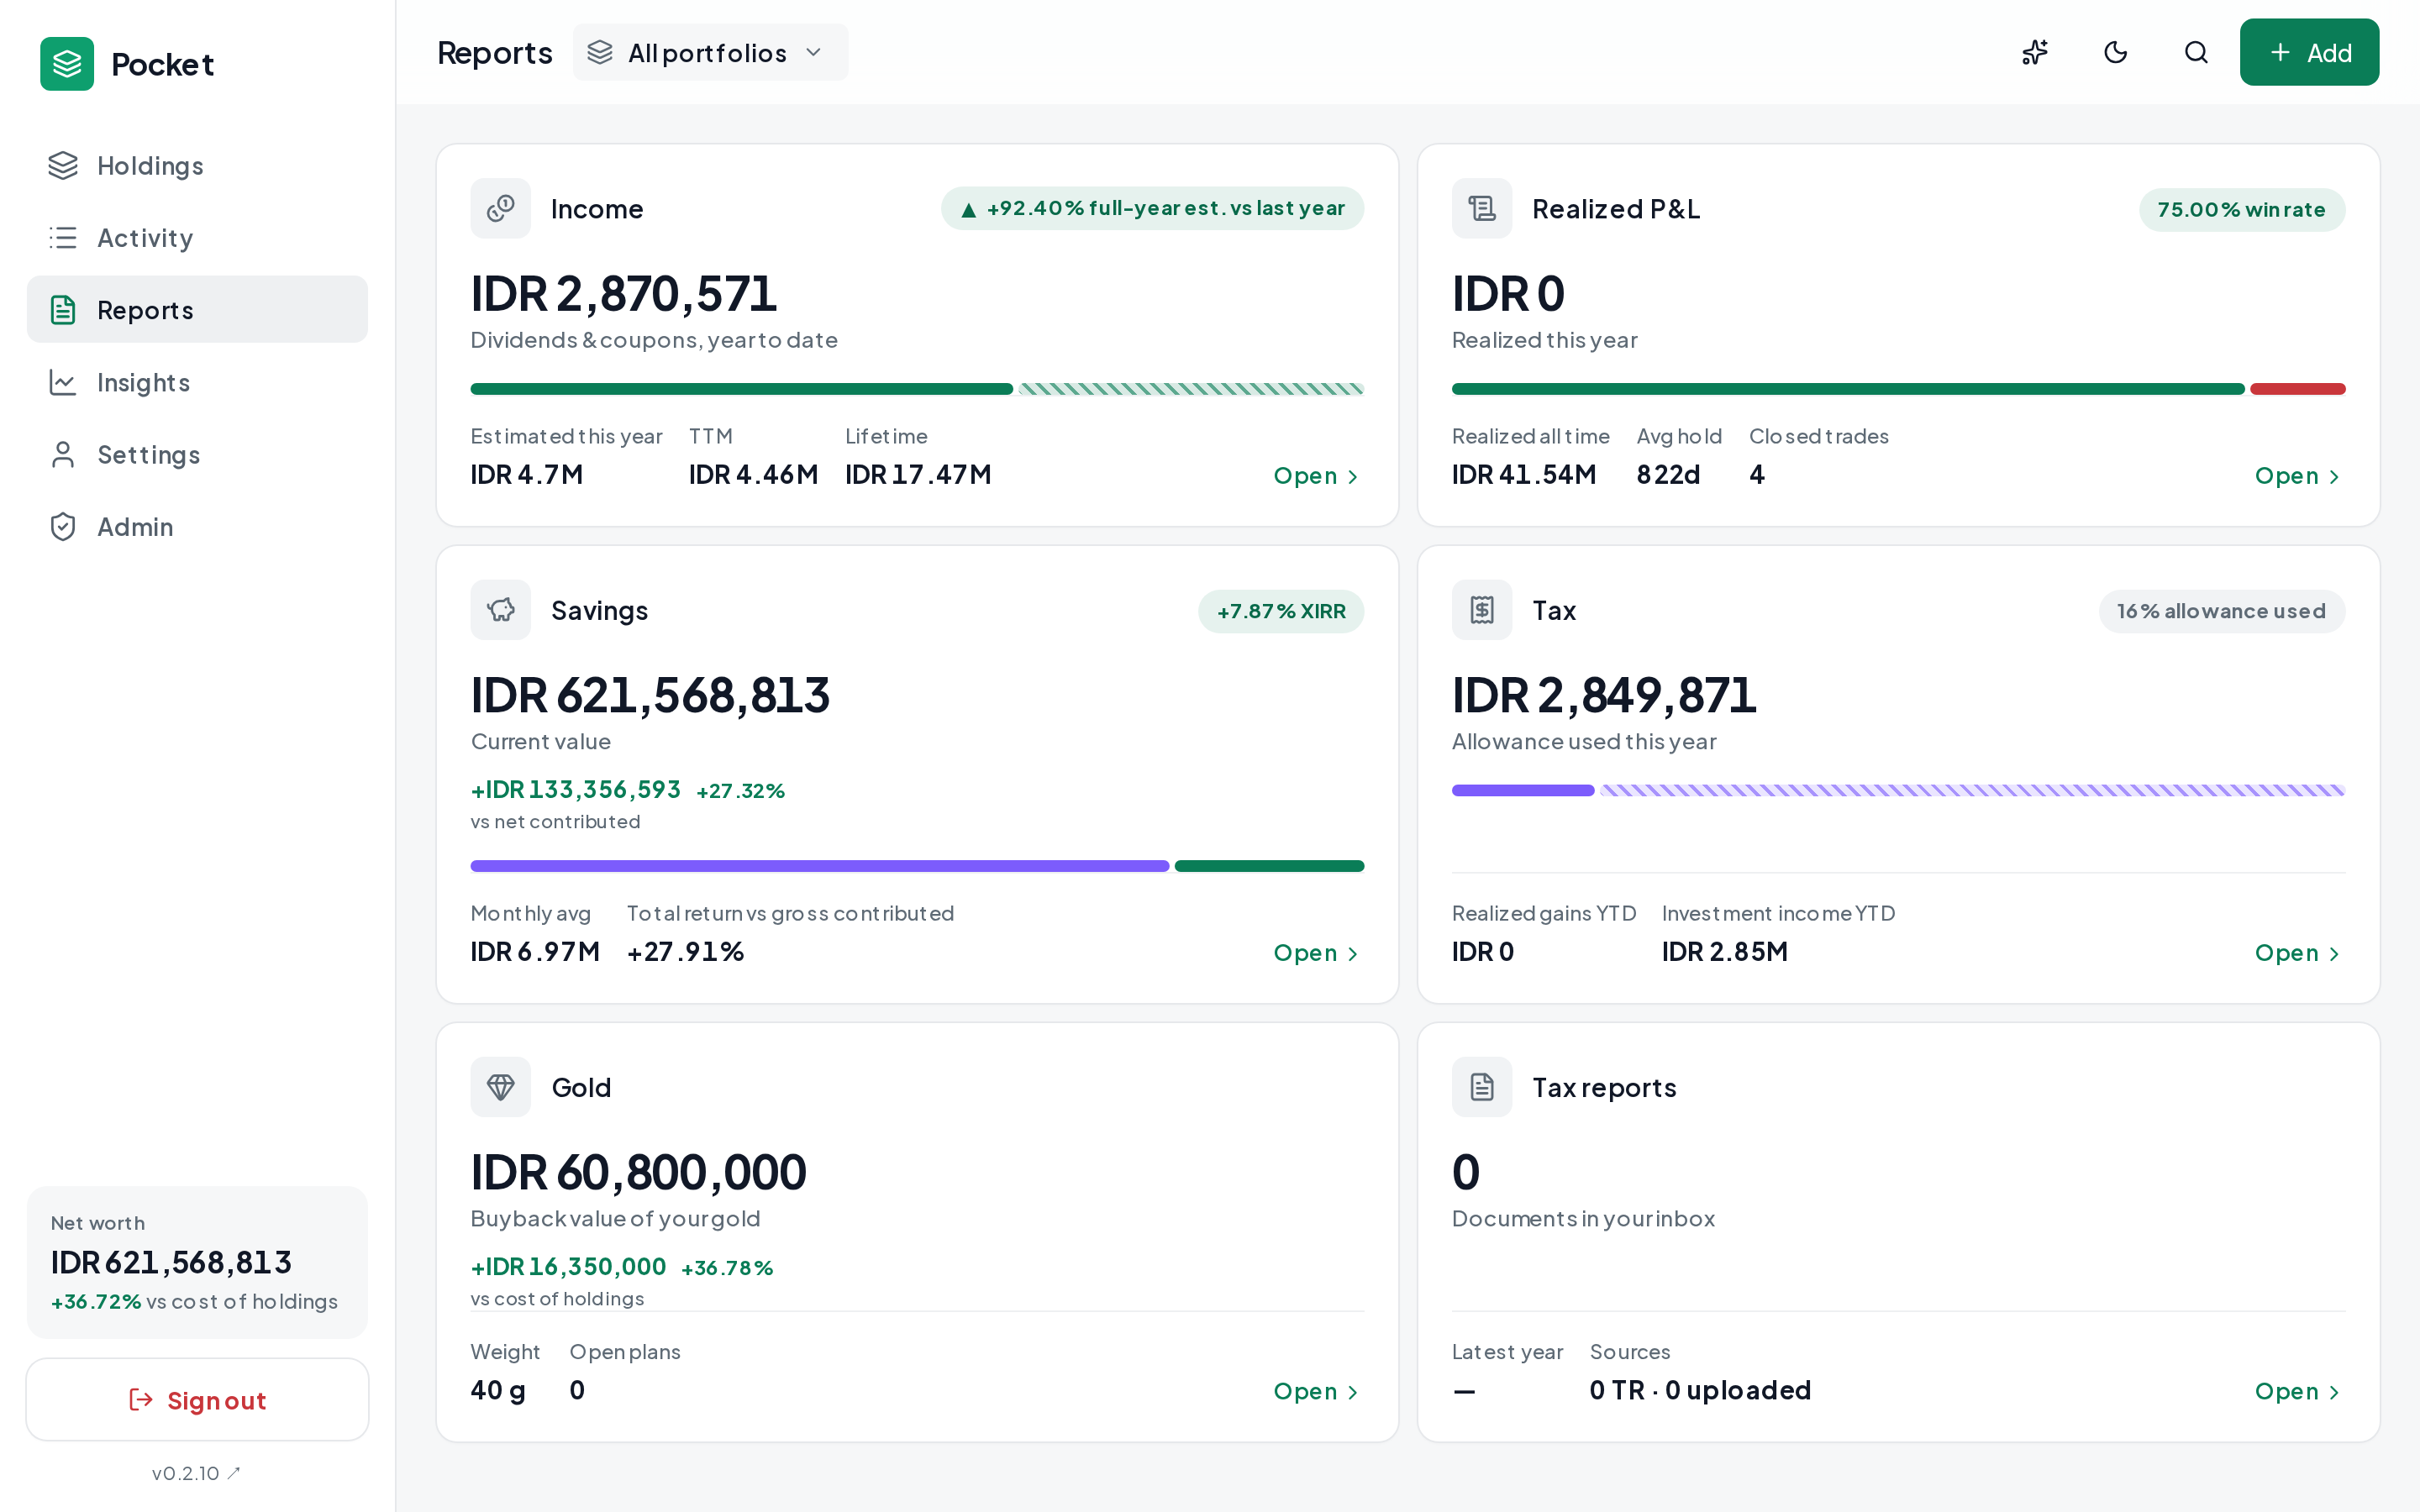 Pocket
Holdings
Activity
Reports
Insights
Settings
Admin
Net worth
IDR 621,568,813
+36.72% vs cost of holdings
Sign out
v0.2.10 ↗
Reports
All portfolios
Add
Income
▲ +92.40% full-year est. vs last year
IDR 2,870,571
Dividends & coupons, year to date
Estimated this year TTM Lifetime
IDR 4.7M IDR 4.46M IDR 17.47M
Open
Realized P&L
75.00% win rate
IDR 0
Realized this year
Realized all time Avg hold Closed trades
IDR 41.54M 822d 4
Open
Savings
+7.87% XIRR
IDR 621,568,813
Current value
+IDR 133,356,593 +27.32%
vs net contributed
Monthly avg Total return vs gross contributed
IDR 6.97M +27.91%
Open
Tax
16% allowance used
IDR 2,849,871
Allowance used this year
Realized gains YTD Investment income YTD
IDR 0 IDR 2.85M
Open
Gold
IDR 60,800,000
Buyback value of your gold
+IDR 16,350,000 +36.78%
vs cost of holdings
Weight Open plans
40 g 0
Open
Tax reports
0
Documents in your inbox
Latest year Sources
— 0 TR · 0 uploaded
Open